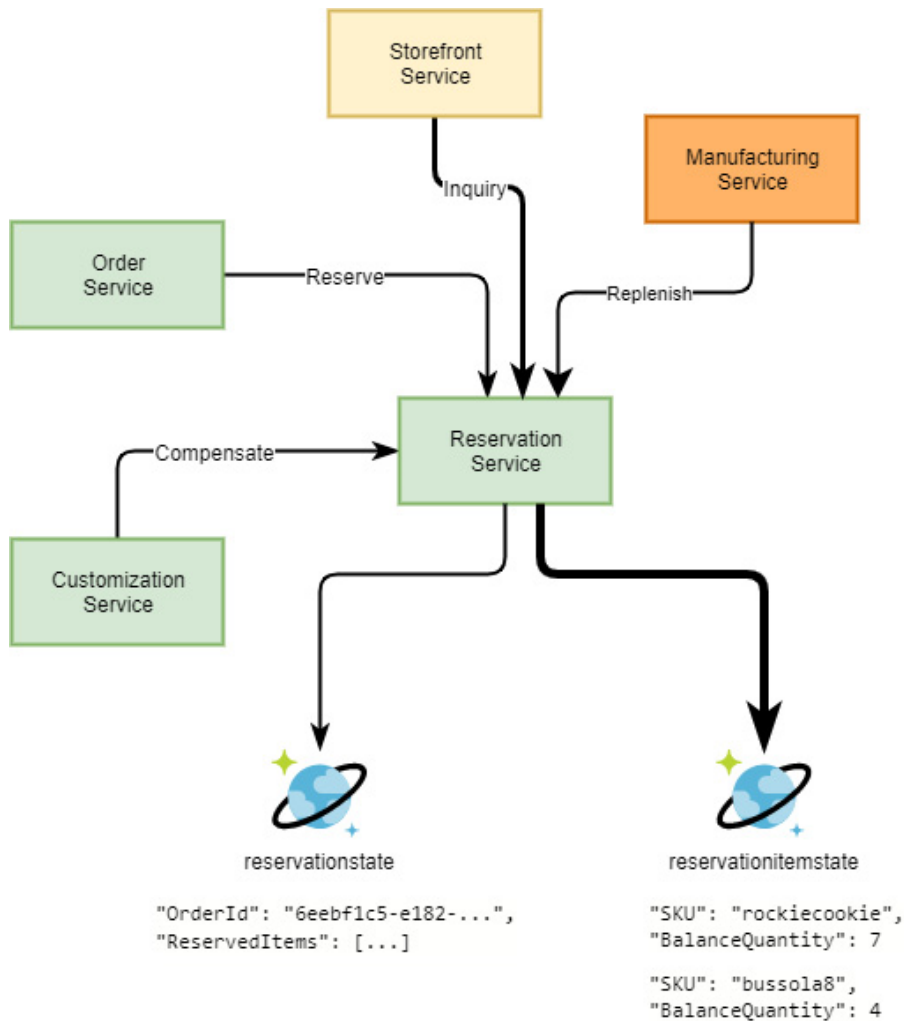 Storefront
Service
Manufacturing
Service
Inquiry
Order
Service
Reserve
Replenish
Reservation
Service
Compensate
Customization
Service
reservationstate
reservationitemstate
"OrderId": "6eebf1c5-e182-...",
"ReservedItems": [...]
"SKU": "rockiecookie",
"BalanceQuantity": 7
"SKU": "bussola8",
"BalanceQuantity": 4